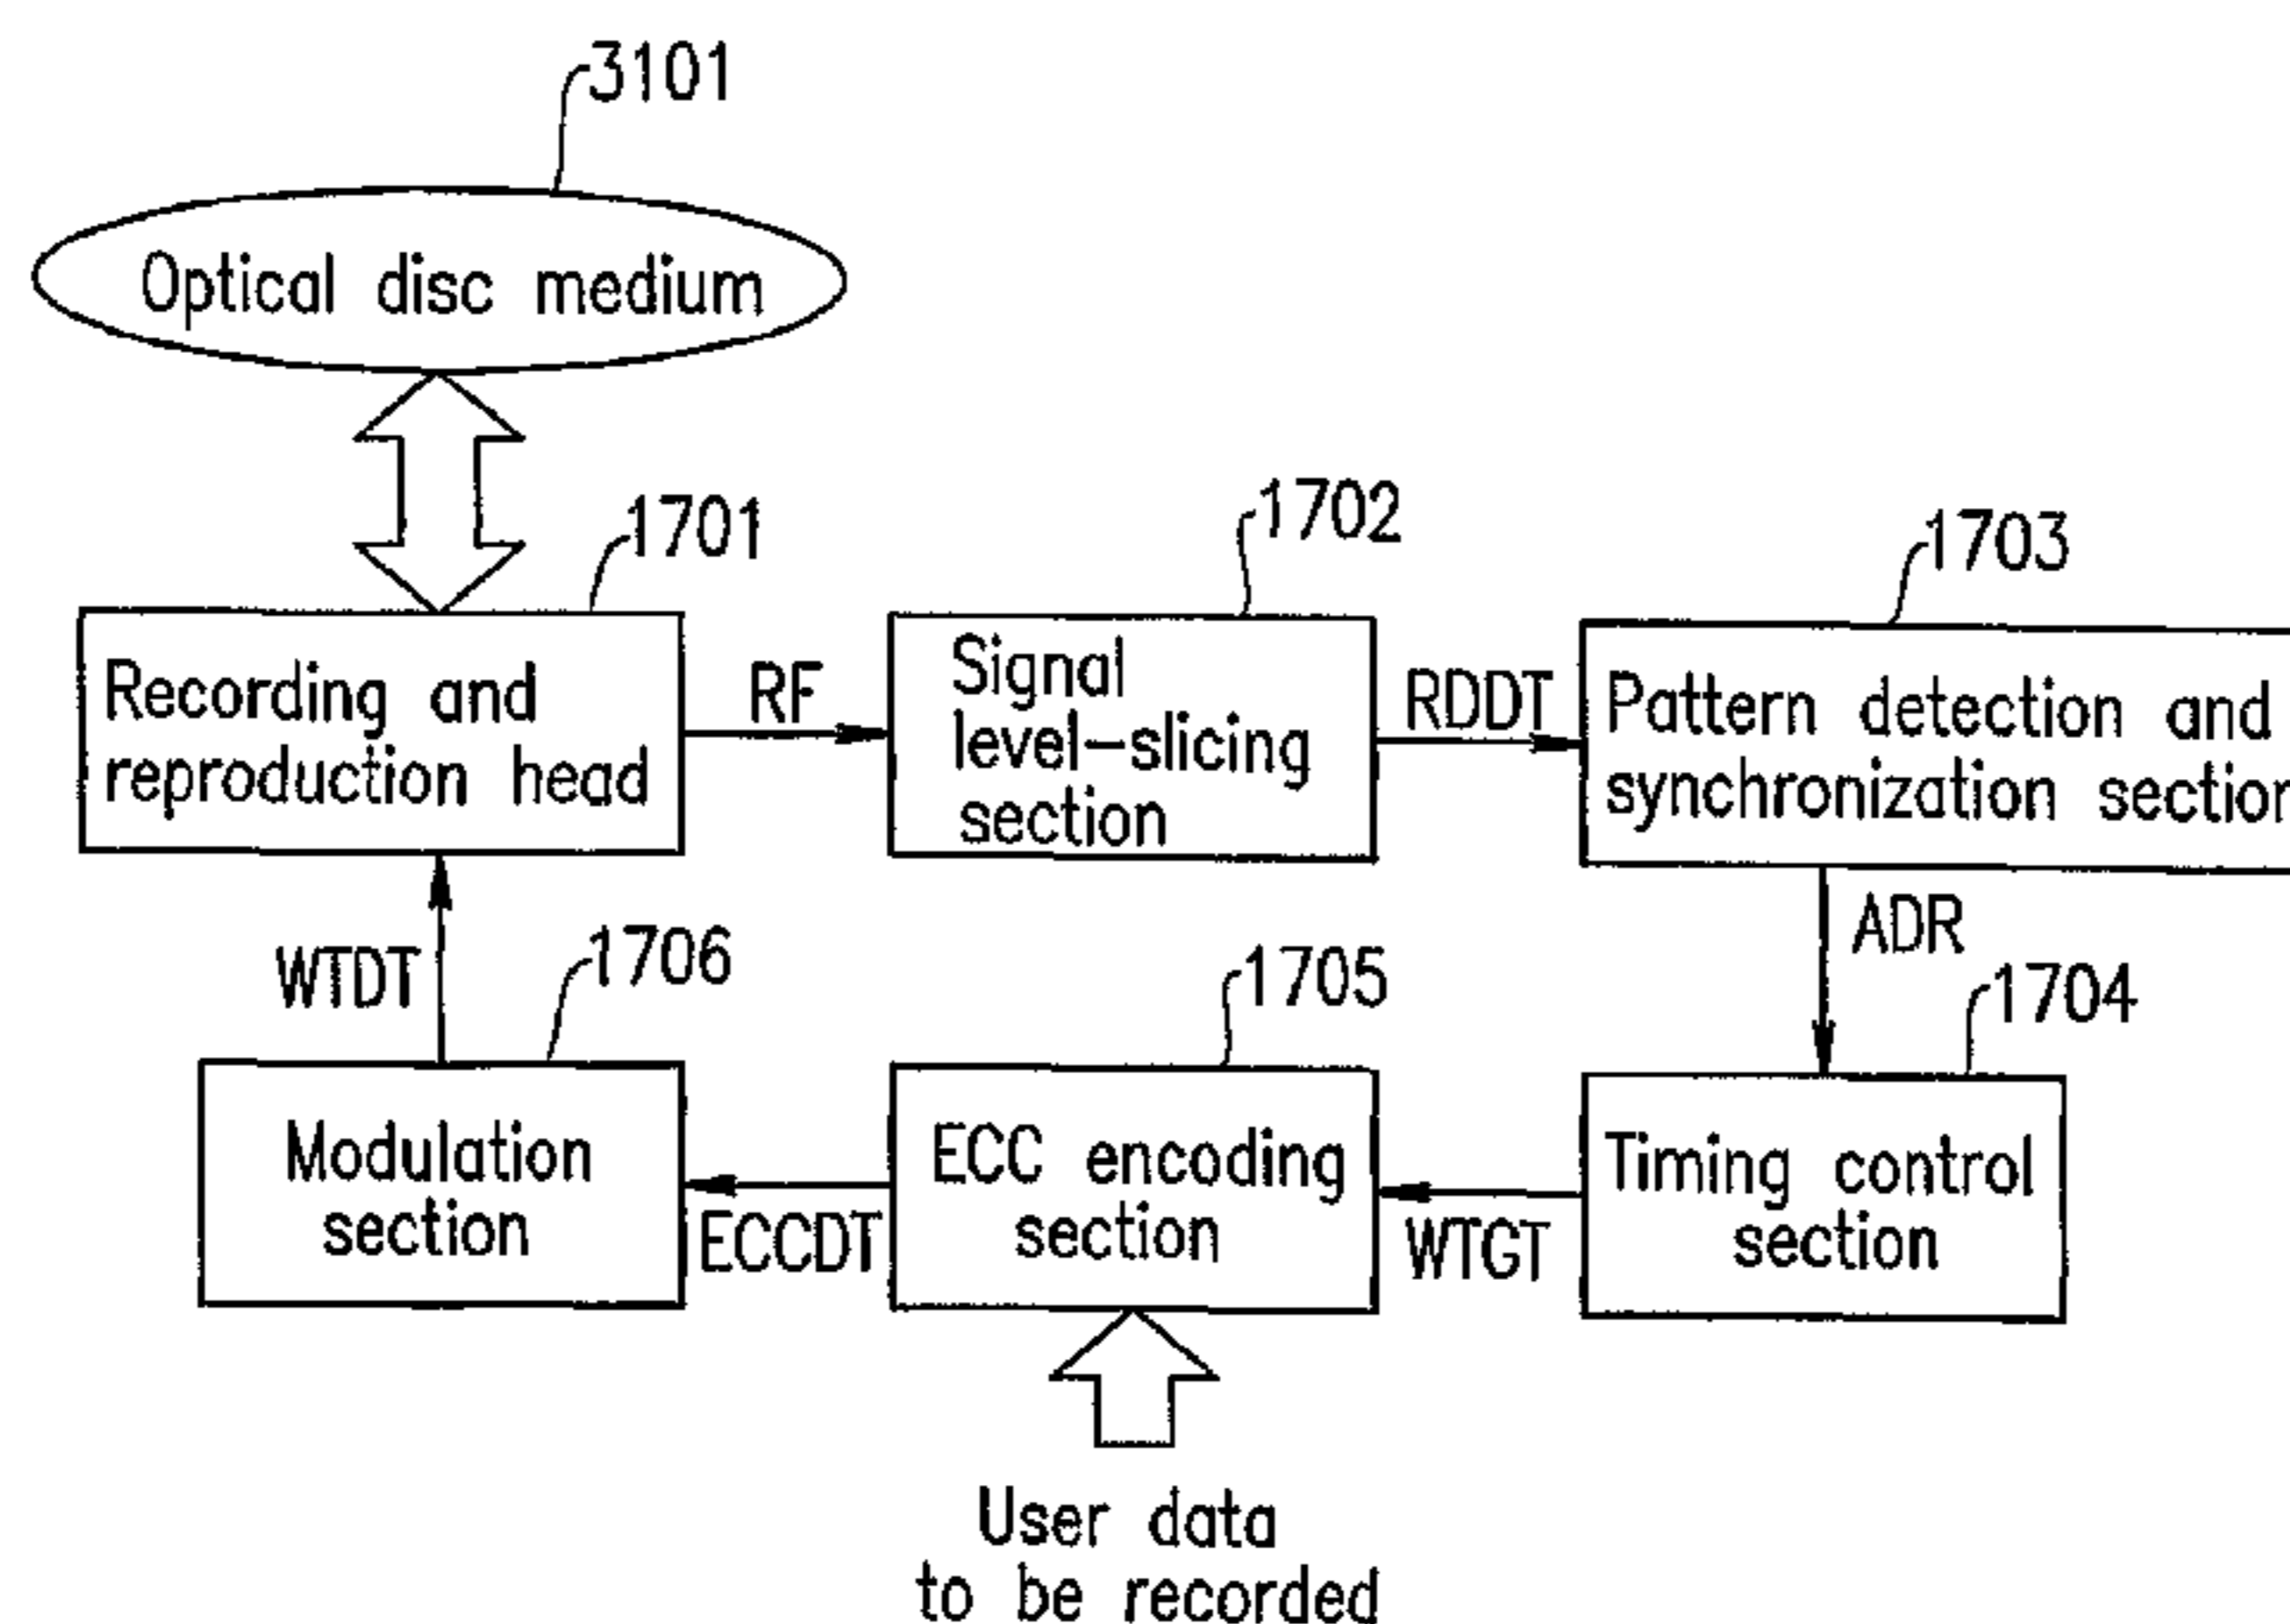 3101
Optical disc medium
1701
1702
1703
Recording and
reproduction head
RF
Signal
level-slicing
section
RDDT
Pattern detection and
synchronization section
WTDT
ADR
1706
1705
1704
Modulation
section
ECCDT
ECC encoding
section
WTGT
Timing control
section
User data
to be recorded